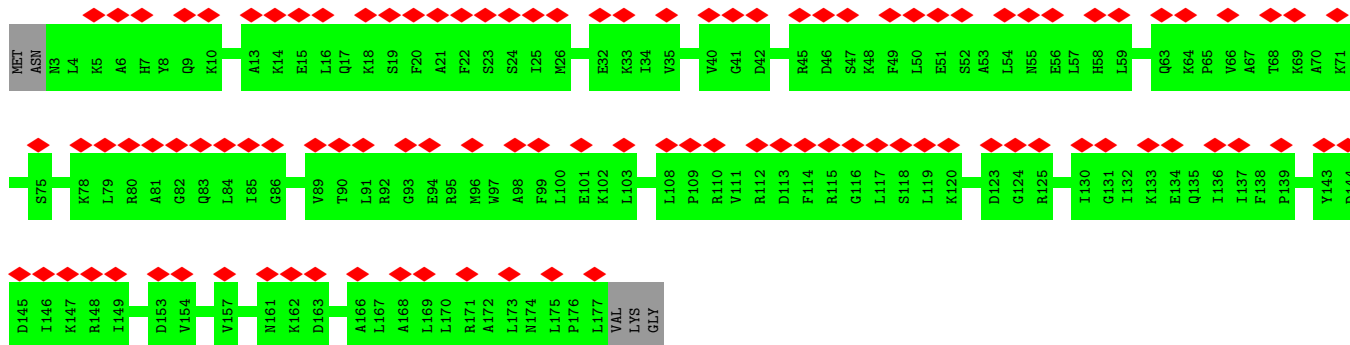 MET ASN N3 L4 K5 A6 H7 Y8 Q9 K10 A13 K14 E15 L16 Q17 K18 S19 F20 A21 F22 S23 S24 I25 M26 E32 K33 I34 V35 V40 G41 D42 R45 D46 S47 K48 F49 L50 E51 S52 A53 L54 N55 E56 L57 H58 L59 Q63 K64 P65 V66 A67 T68 K69 A70 K71
S75 K78 L79 R80 A81 G82 Q83 L84 I85 G86 V89 T90 L91 R92 G93 E94 R95 M96 W97 A98 F99 L100 E101 K102 L103 L108 P109 R110 V111 R112 D113 F114 R115 G116 L117 S118 L119 K120 D123 G124 R125 I130 G131 I132 K133 E134 Q135 I136 I137 F138 P139 Y143 D144
D145 I146 K147 R148 I149 D153 V154 V157 N161 K162 D163 A166 L167 A168 L169 L170 R171 A172 L173 N174 L175 P176 L177 VAL LYS GLY